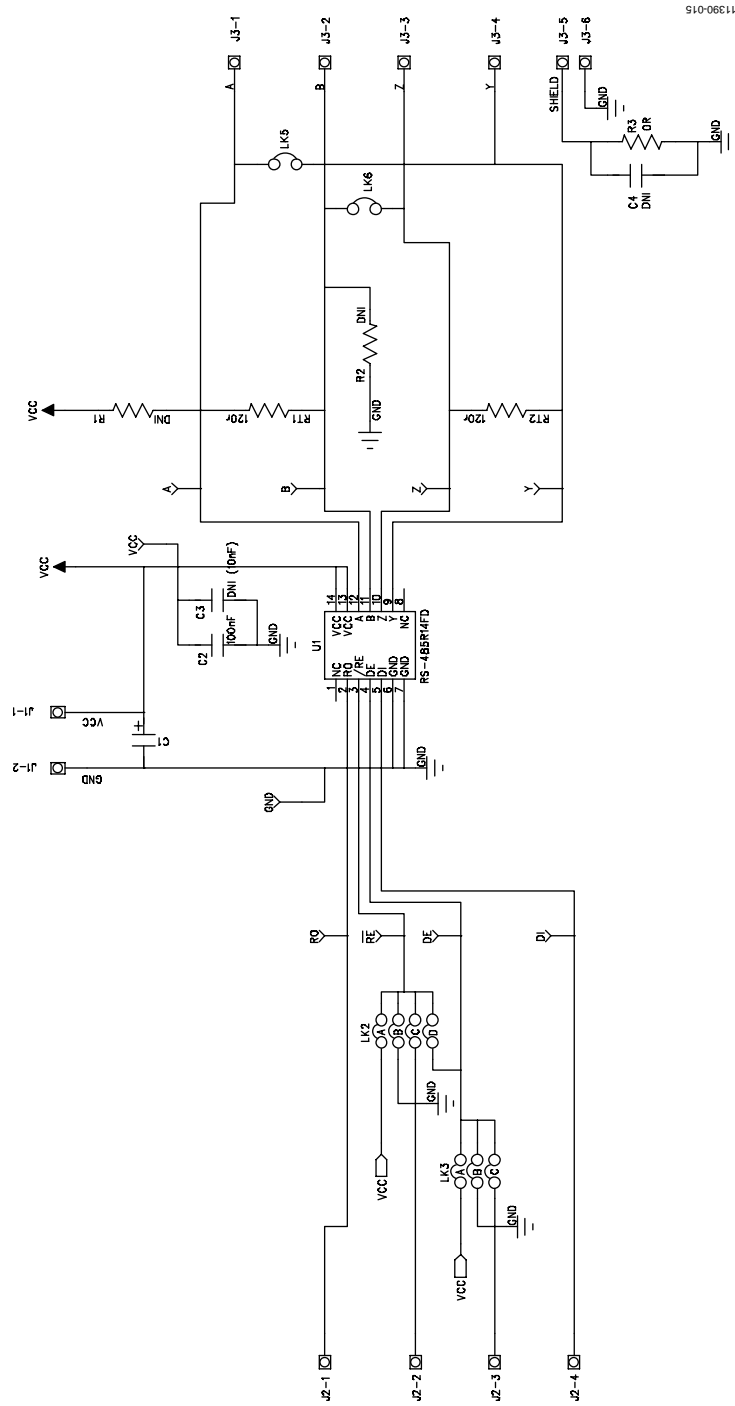 11390-015
J3-1
J3-2
J3-3
J3-4
J3-5
J3-6
A
B
Z
Y
SHIELD
GND
LK5
LK6
R3
0R
C4
DNI
GND
VCC
R1
DNI
120r
RT1
R2
DNI
GND
120r
RT2
A
B
Z
Y
VCC
VCC
C3
DNI (10nF)
C2
100nF
GND
U1
14
13
12
11
10
9
8
VCC
VCC
A
B
Z
Y
NC
NC
RO
/RE
DE
DI
GND
GND
1
2
3
4
5
6
7
RS-485R14FD
J1-1
VCC
C1
+
J1-2
GND
GND
GND
RO
RE
DE
DI
LK2
A
B
C
D
GND
VCC
LK3
A
B
C
GND
VCC
J2-1
J2-2
J2-3
J2-4